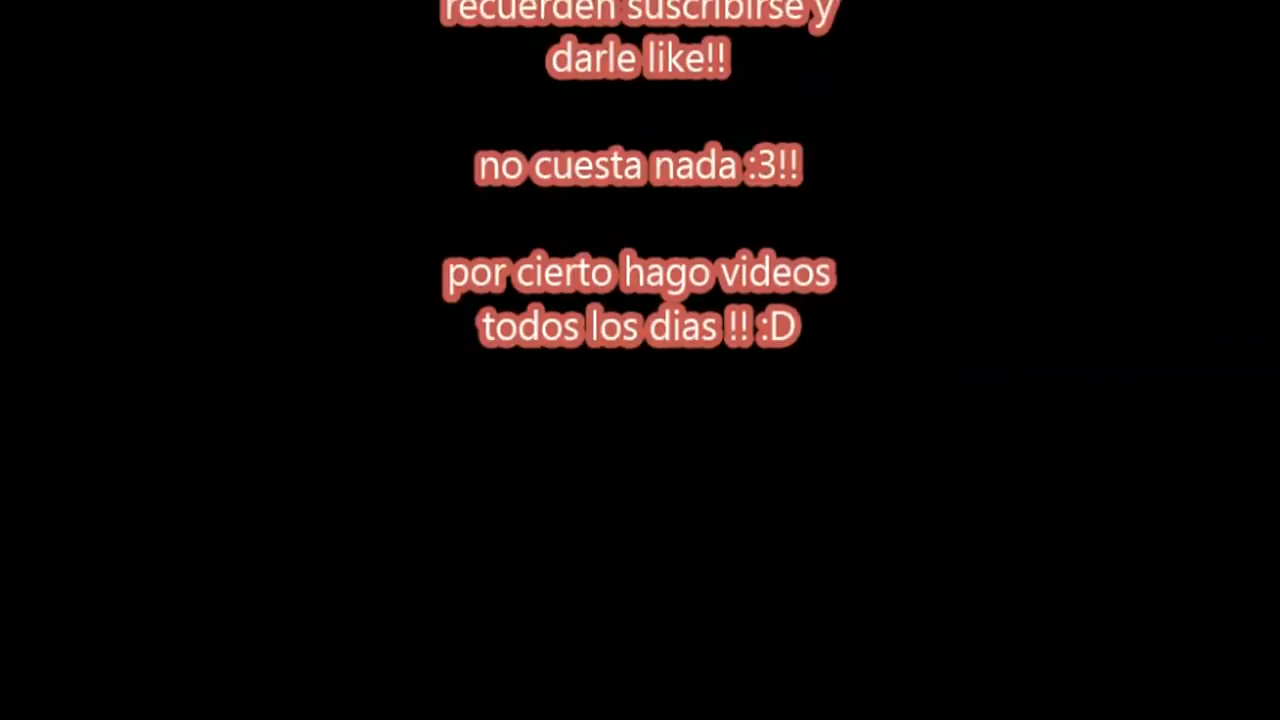 recuerden suscribirse y
darle like!!
no cuesta nada :3!!
por cierto hago videos
todos los dias !! :D